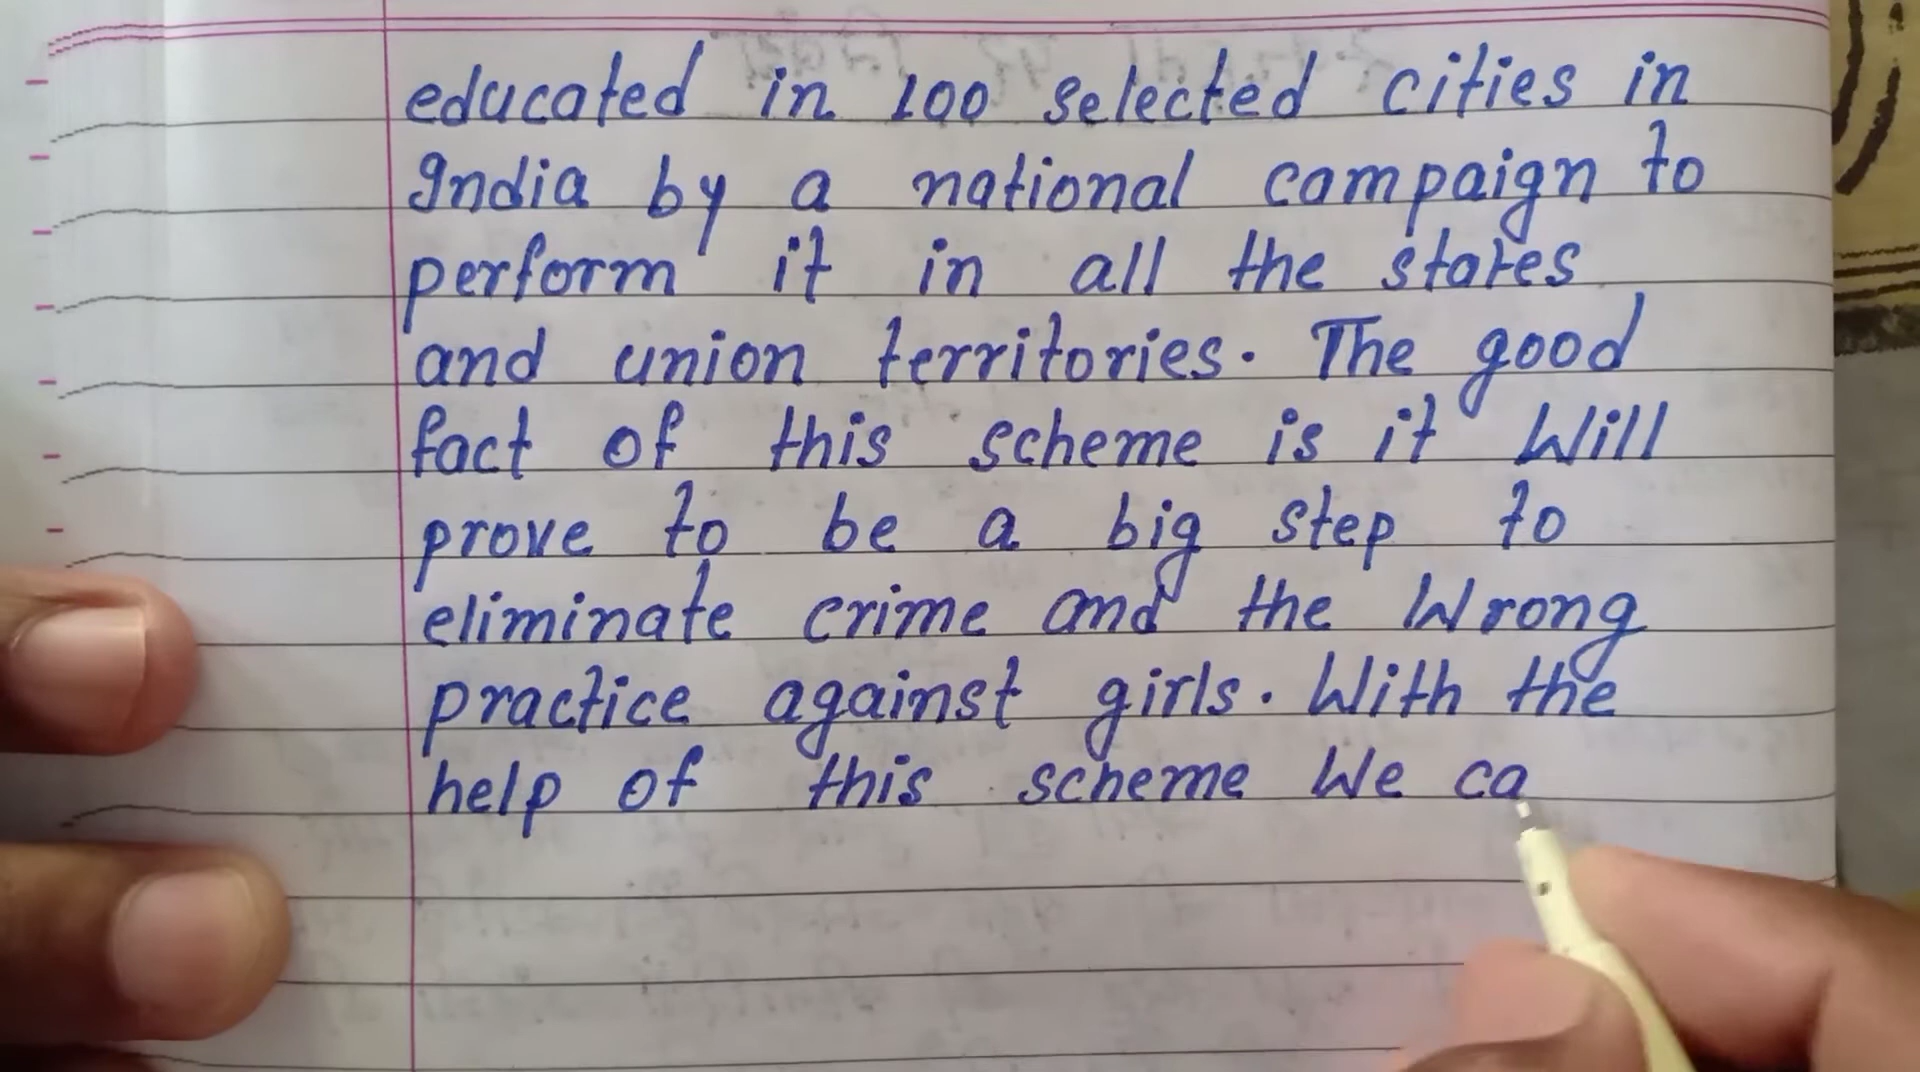 educated in 100 selected cities in
India by a national campaign to
perform it in all the states
and union territories. The good
fact of this scheme is it Will
prove to be a big step to
eliminate crime and the Wrong
practice against girls. With the
help of this scheme We ca